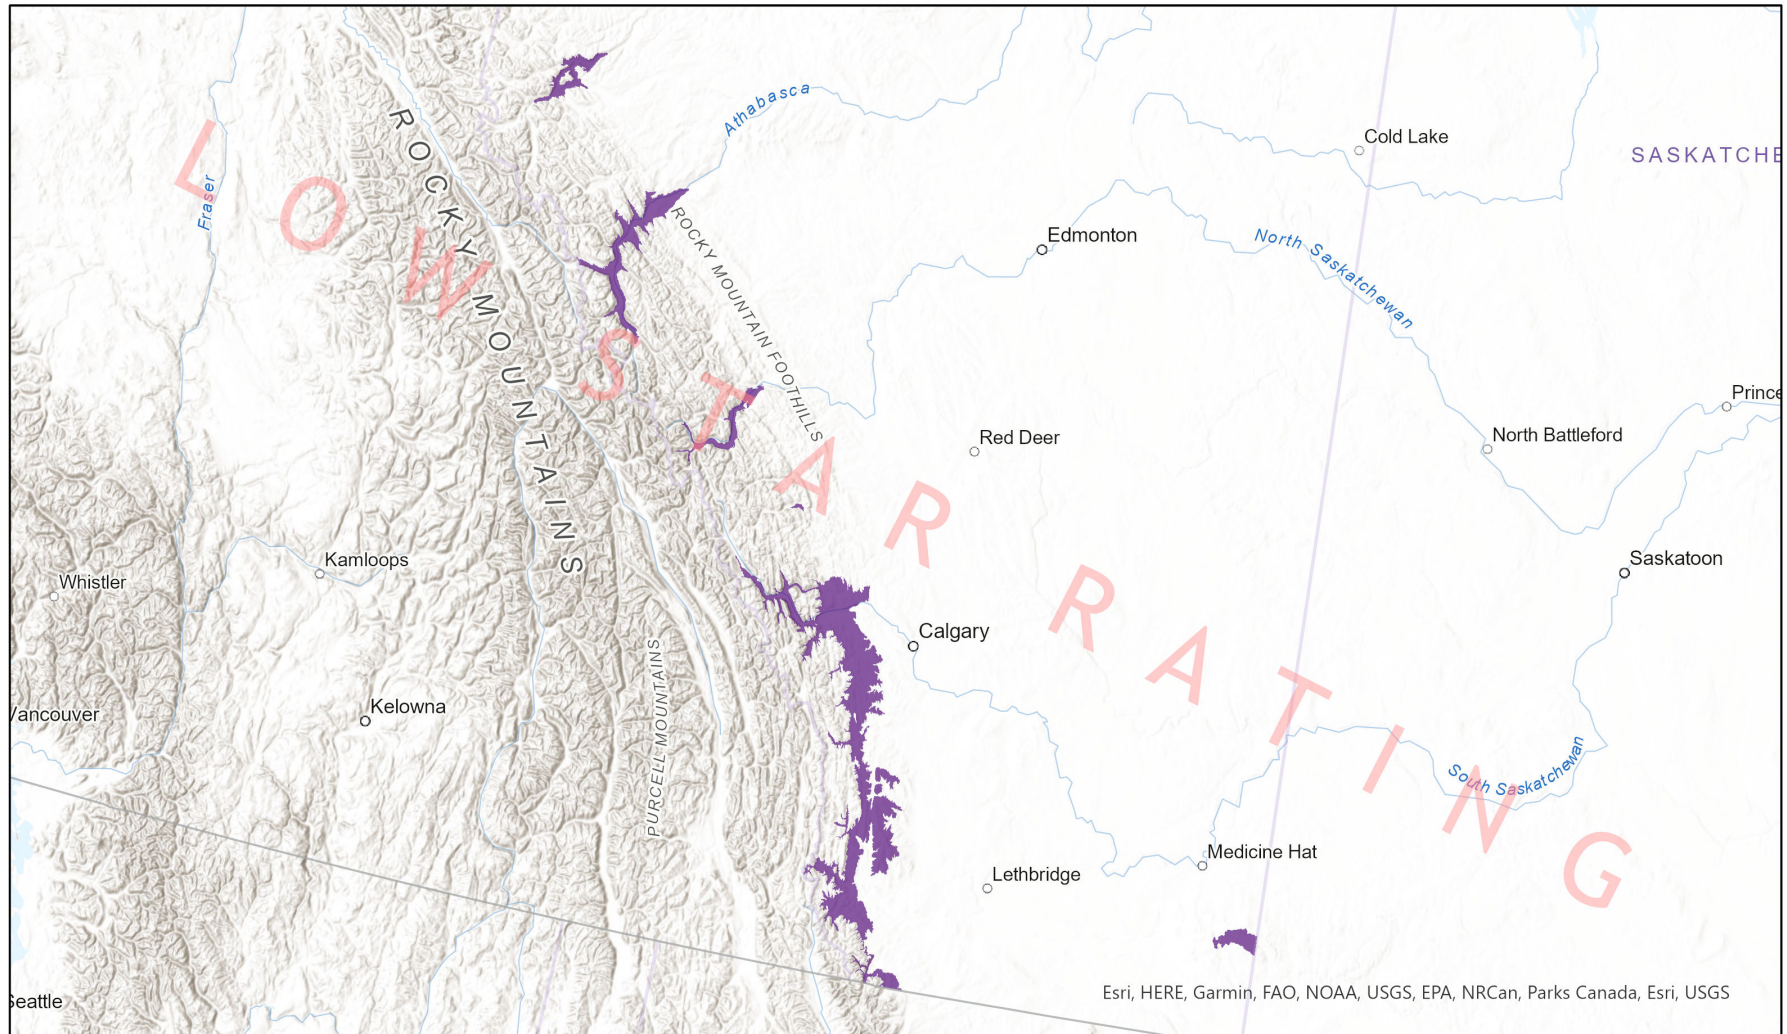 LOW STAR RATING
ROCKY MOUNTAINS
Fraser
Athabasca
Cold Lake
SASKATCHE
ROCKY MOUNTAIN FOOTHILLS
Edmonton
North Saskatchewan
Prince
Red Deer
North Battleford
Kamloops
Whistler
Saskatoon
Calgary
PURCELL MOUNTAINS
Kelowna
Vancouver
South Saskatchewan
Medicine Hat
Lethbridge
Seattle
Esri, HERE, Garmin, FAO, NOAA, USGS, EPA, NRCan, Parks Canada, Esri, USGS